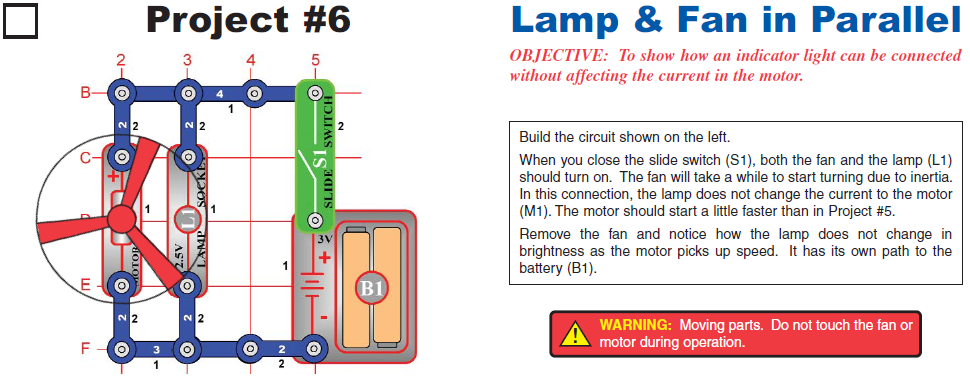 Project #6
Lamp & Fan in Parallel
OBJECTIVE: To show how an indicator light can be connected
without affecting the current in the motor.
2 3 4 5
B 4
1
2 2 2 2 2
C
+
SLIDE S1 SWITCH
1 1
L1
2.5V LAMP SOCKET
MOTOR
3V
+
1
B1
-
E
2 2 2 2
F 3 2
1 2
Build the circuit shown on the left.
When you close the slide switch (S1), both the fan and the lamp (L1)
should turn on. The fan will take a while to start turning due to inertia.
In this connection, the lamp does not change the current to the motor
(M1). The motor should start a little faster than in Project #5.
Remove the fan and notice how the lamp does not change in
brightness as the motor picks up speed. It has its own path to the
battery (B1).
WARNING: Moving parts. Do not touch the fan or
motor during operation.